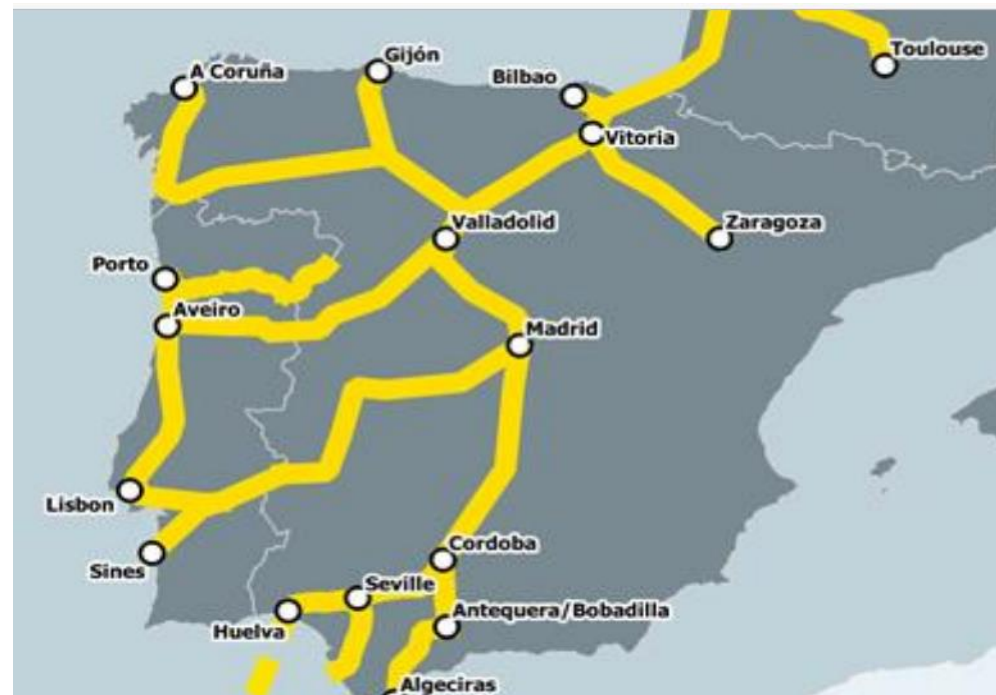 Toulouse
Gijón
A Coruña
Bilbao
Vitoria
Valladolid
Zaragoza
Porto
Aveiro
Madrid
Lisbon
Cordoba
Sines
Seville
Antequera/Bobadilla
Huelva
Algeciras